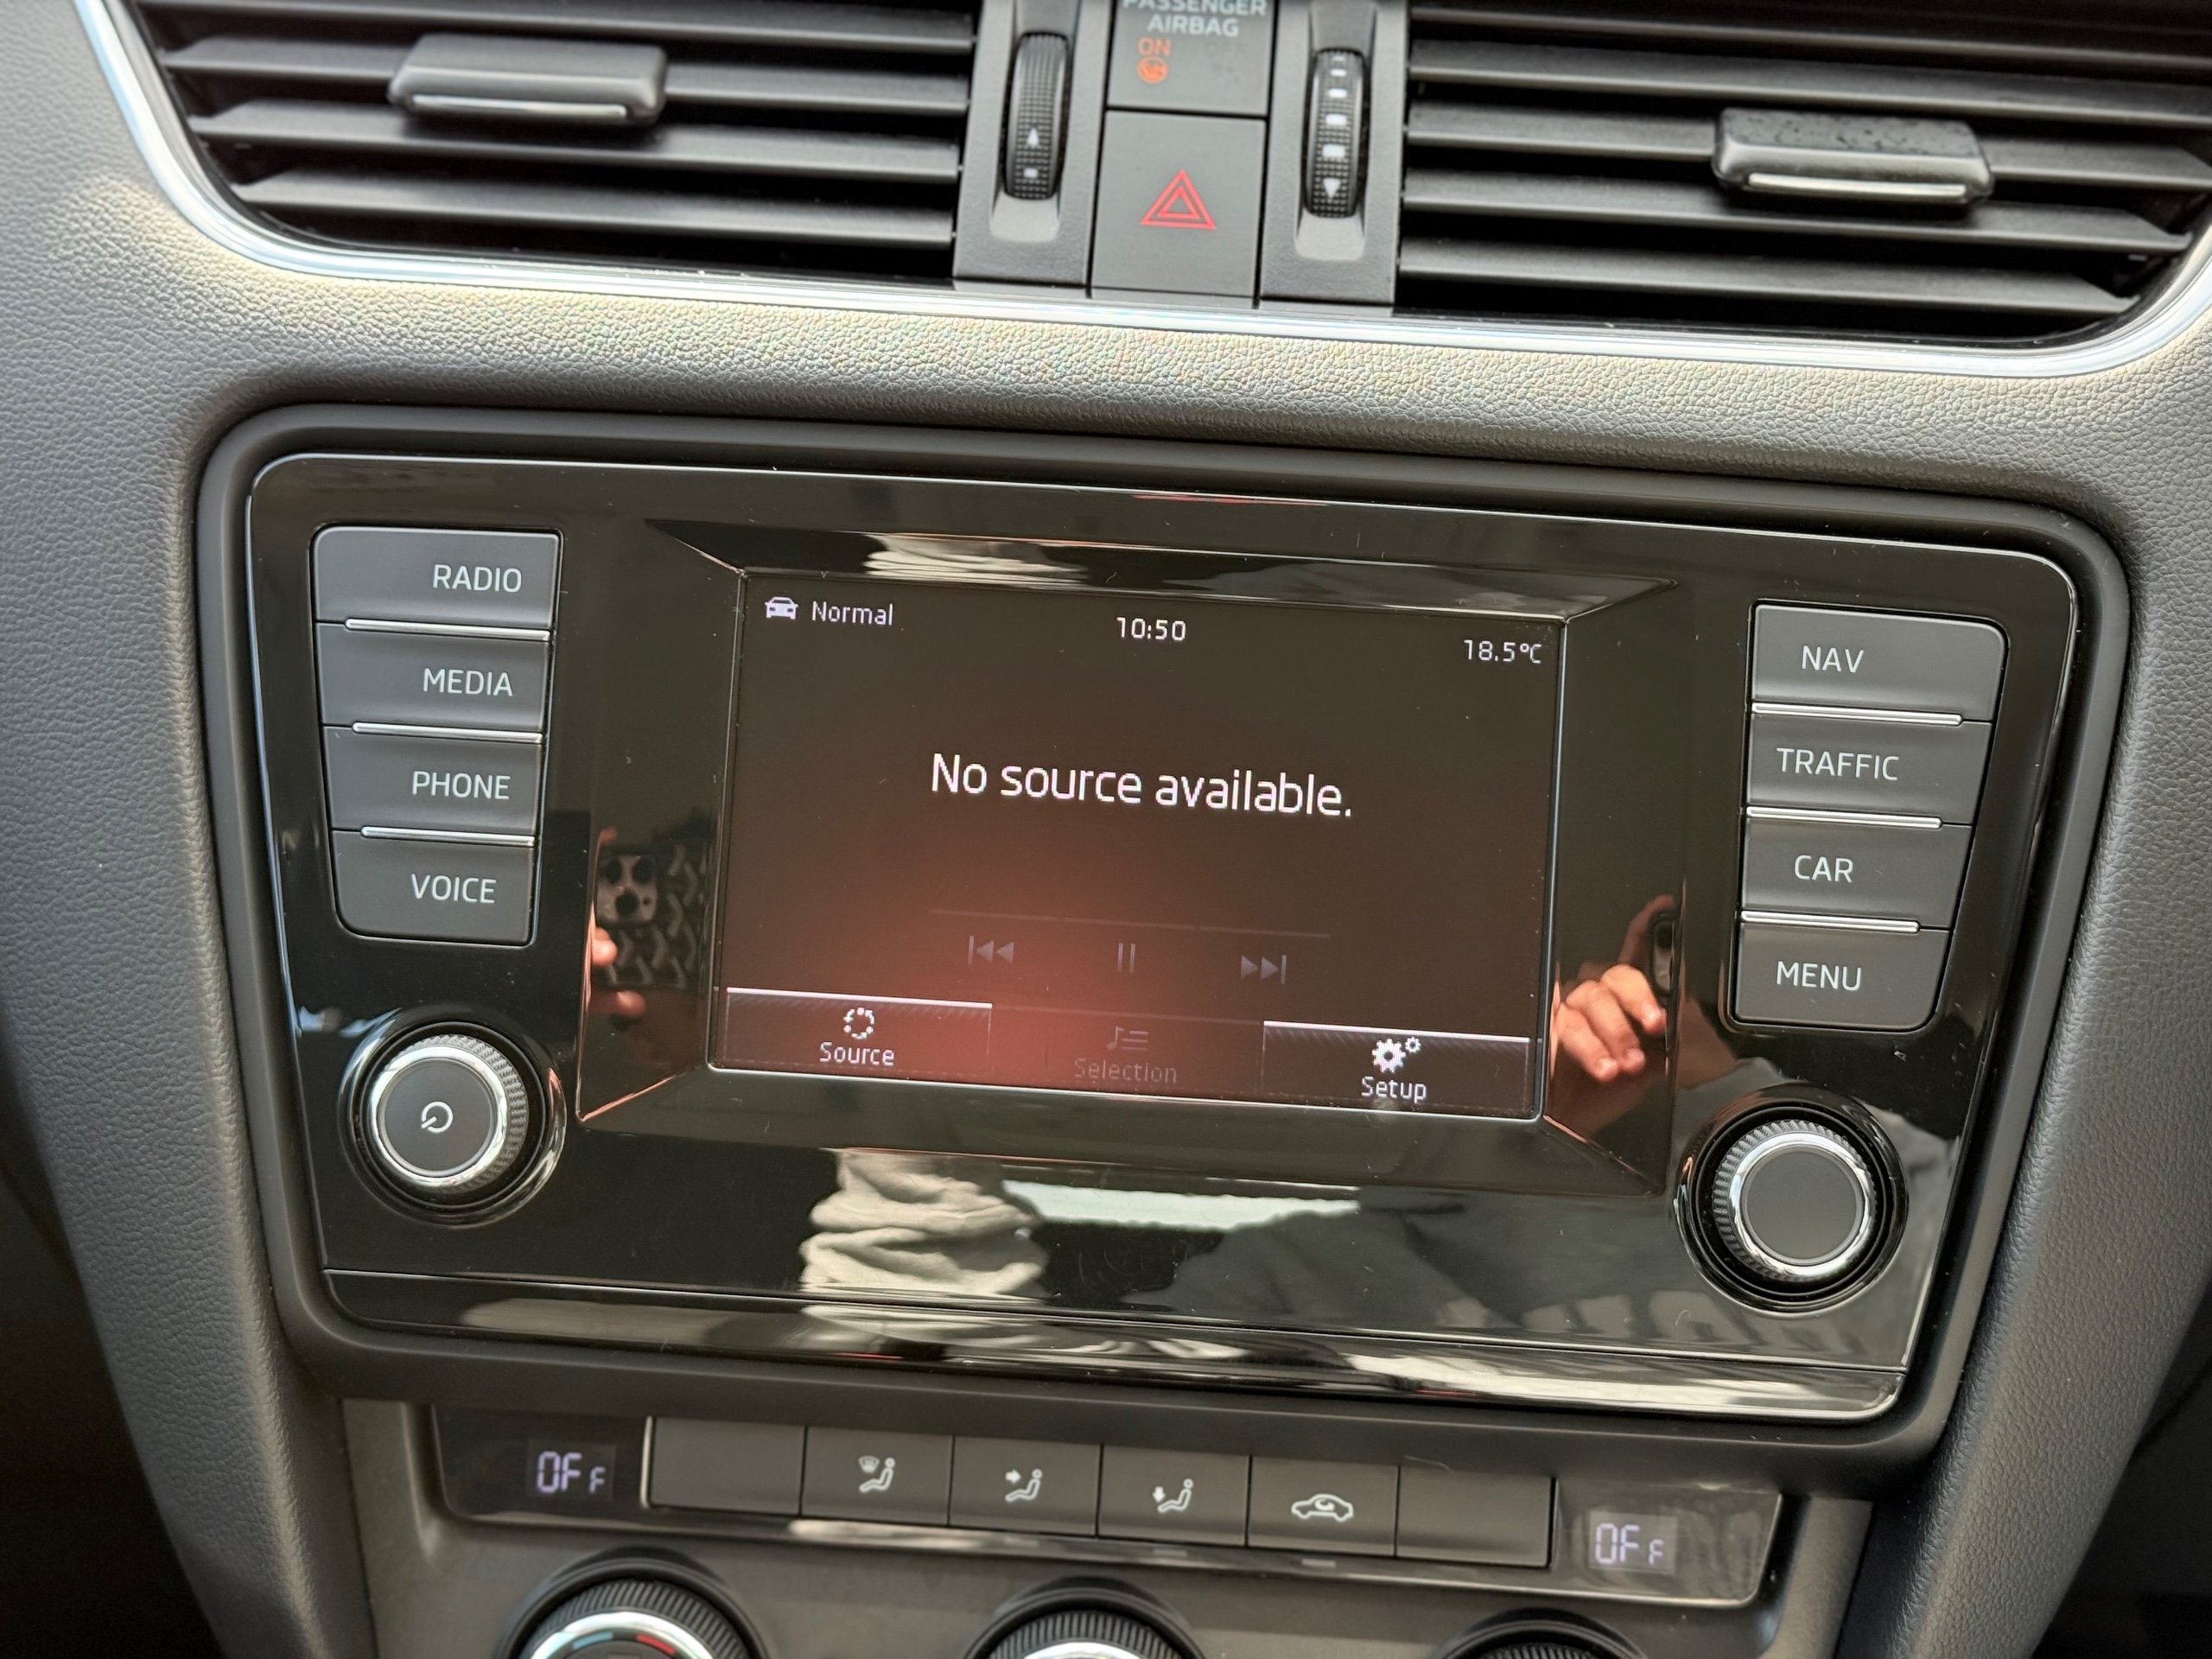 PASSENGER
AIRBAG
ON
RADIO
MEDIA
PHONE
VOICE
Normal
10:50
18.5°C
No source available.
Source
Selection
Setup
NAV
TRAFFIC
CAR
MENU
OFF
OFF